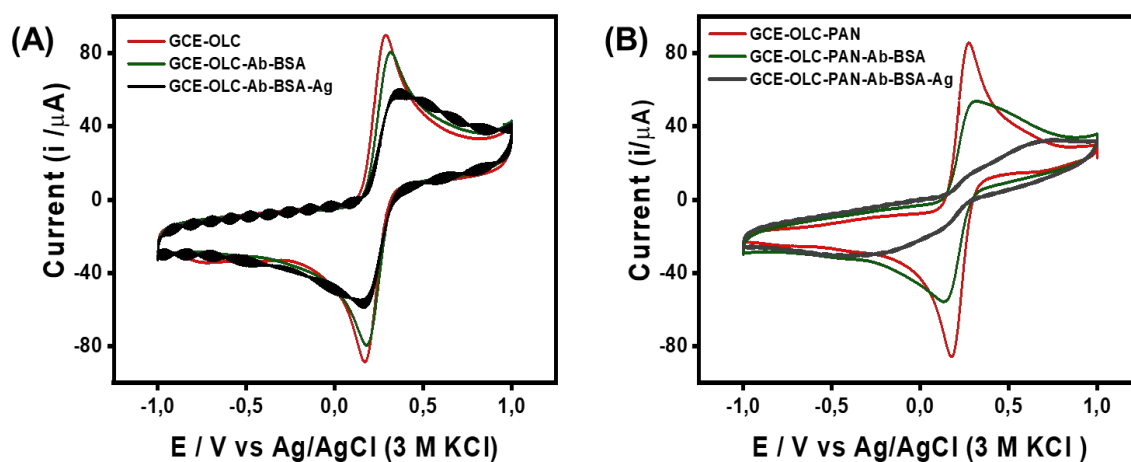 (A)
GCE-OLC
GCE-OLC-Ab-BSA
GCE-OLC-Ab-BSA-Ag
80
40
0
-40
-80
Current (i /μA)
-1,0 -0,5 0,0 0,5 1,0
E / V vs Ag/AgCl (3 M KCl)
(B)
GCE-OLC-PAN
GCE-OLC-PAN-Ab-BSA
GCE-OLC-PAN-Ab-BSA-Ag
80
40
0
-40
-80
Current (i/μA)
-1,0 -0,5 0,0 0,5 1,0
E / V vs Ag/AgCl (3 M KCl )